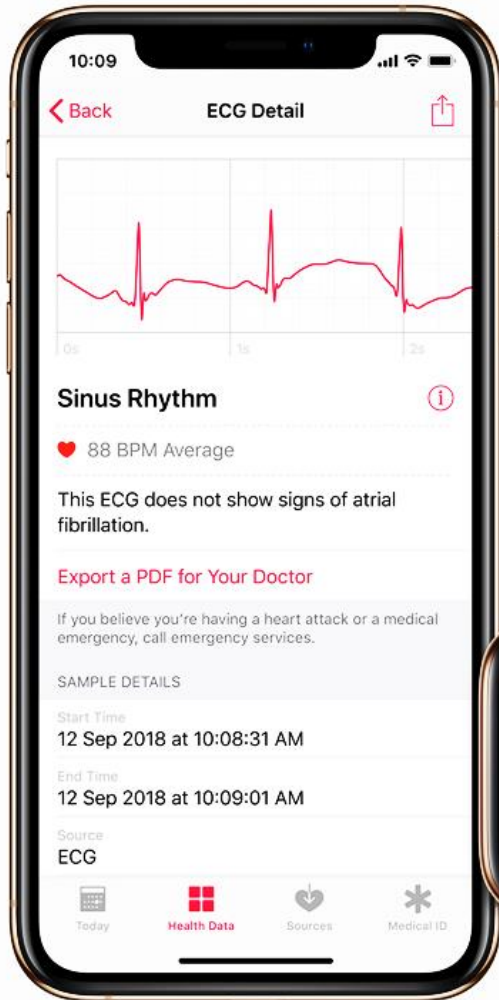 10:09
Back
ECG Detail
0s
1s
2s
Sinus Rhythm
88 BPM Average
This ECG does not show signs of atrial
fibrillation.
Export a PDF for Your Doctor
If you believe you're having a heart attack or a medical
emergency, call emergency services.
SAMPLE DETAILS
Start Time
12 Sep 2018 at 10:08:31 AM
End Time
12 Sep 2018 at 10:09:01 AM
Source
ECG
Today
Health Data
Sources
Medical ID